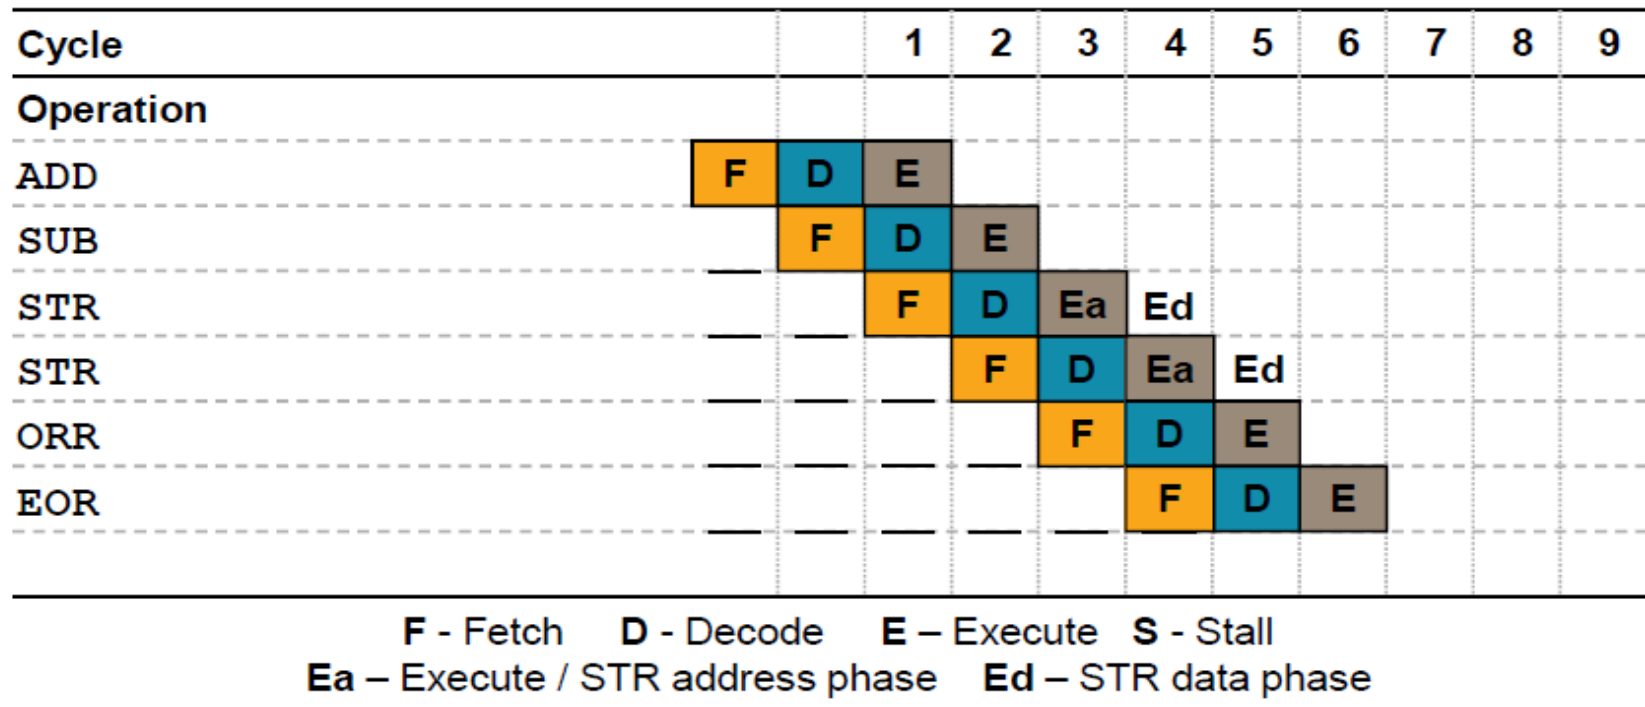 Cycle 1 2 3 4 5 6 7 8 9
Operation
ADD F D E
SUB F D E
STR F D Ea Ed
STR F D Ea Ed
ORR F D E
EOR F D E
F - Fetch D - Decode E – Execute S - Stall
Ea – Execute / STR address phase Ed – STR data phase